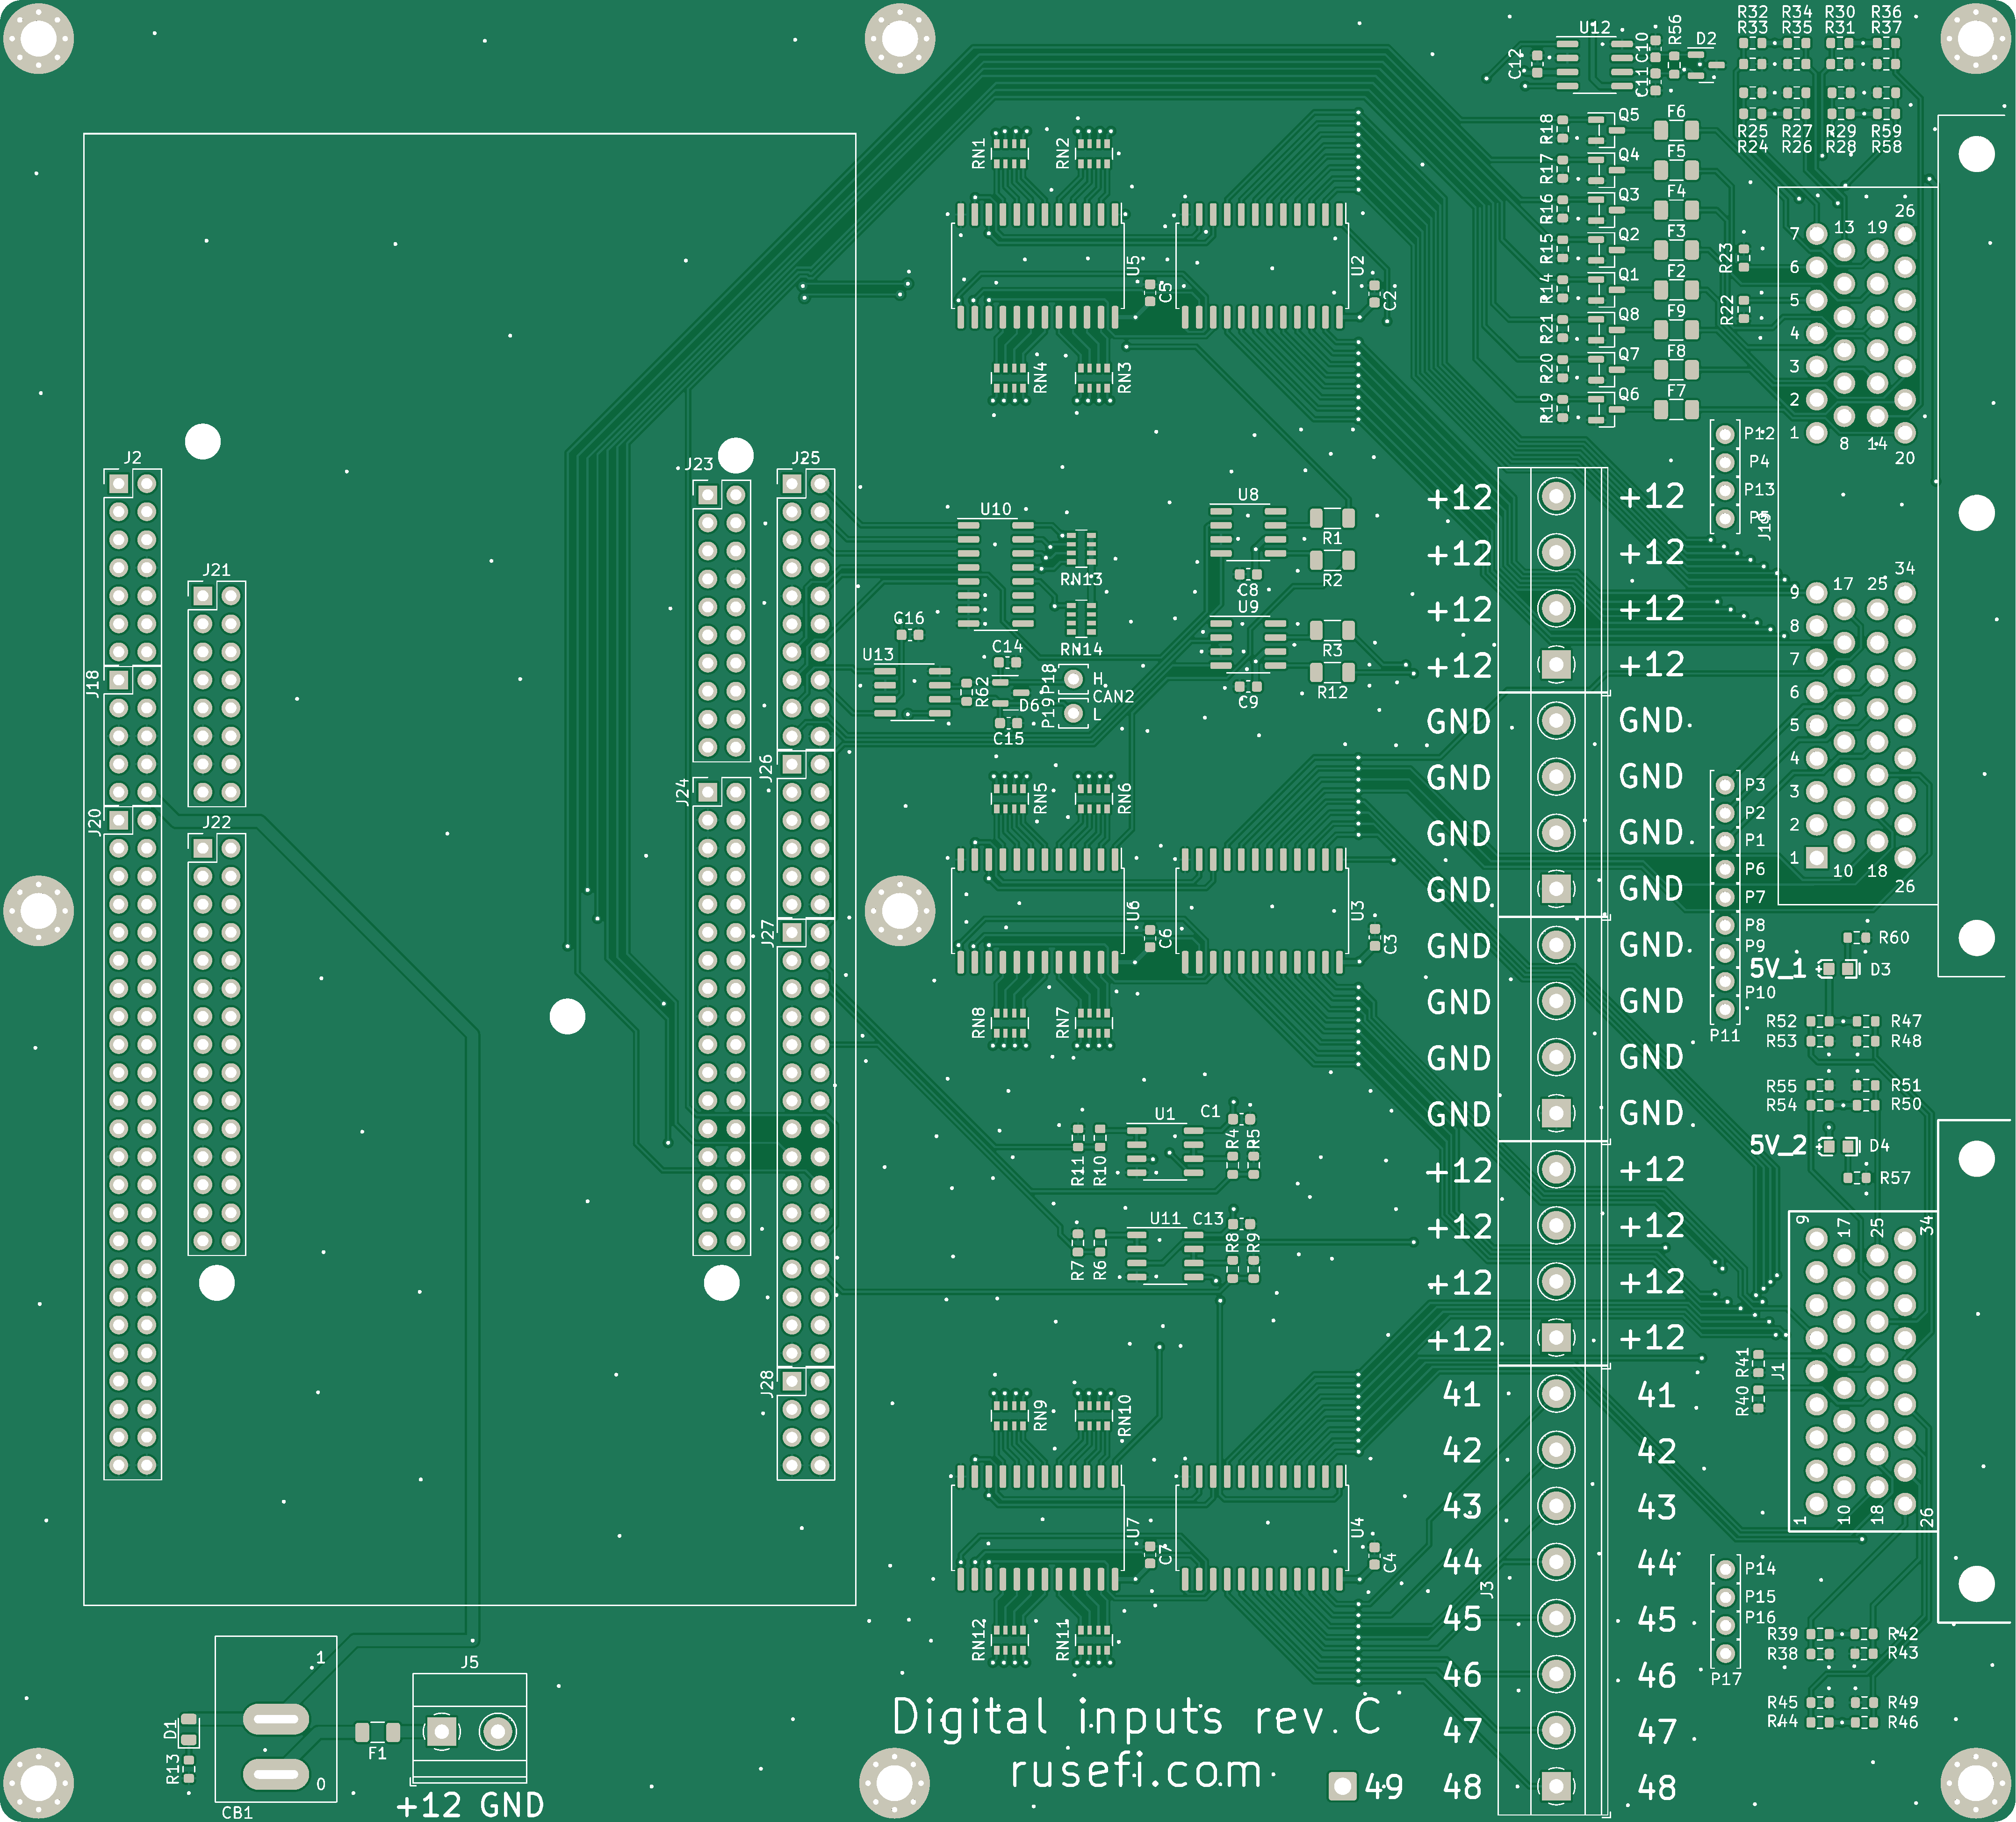 R32 R34 R30 R36
R33 R35 R31 R37
U12
C12
C10
C11
R56
D2
R25 R27 R29 R59
R24 R26 R28 R58
R18 Q5 F6
R17 Q4 F5
R16 Q3 F4
R15 Q2 F3
R14 Q1 F2
R21 Q8 F9
R20 Q7 F8
R19 Q6 F7
R23
R22
RN1 RN2
U5 C5 U2 C2
RN4 RN3
26
7 13 19
6
5
4
3
2
1 8 14 20
P12
P4
P13
P5
J19
J2
J21
J18
J20
J22
J23
J25
J24
J26
J27
J28
U10
RN13
RN14
C16
U13
R62
C14
D6
C15
P18 H
CAN2
P19 L
U8
R1
C8 R2
U9
R3
C9 R12
+12 +12
+12 +12
+12 +12
+12 +12
GND GND
GND GND
GND GND
GND GND
GND GND
GND GND
GND GND
GND GND
+12 +12
+12 +12
+12 +12
+12 +12
41 41
42 42
43 43
44 44
45 45
46 46
47 47
48 48
J3
34
9 17 25
8
7
6
5
4
3
2
1 10 18 26
P3
P2
P1
P6
P7
P8
P9
P10
P11
R60
5V_1 + D3
R52 R47
R53 R48
R55 R51
R54 R50
5V_2 + D4
R57
RN5 RN6
U6 C6 U3 C3
RN8 RN7
U1 C1
R11 R10 R4 R5
U11 C13
R7 R6 R8 R9
RN9 RN10
U7 C7 U4 C4
RN12 RN11
9 17 25 34
R41
R40
J1
1 10 18 26
P14
P15
P16
P17
R39 R42
R38 R43
R45 R49
R44 R46
D1
R13
1
0
CB1
F1
J5
+12 GND
Digital inputs rev. C
rusefi.com
49